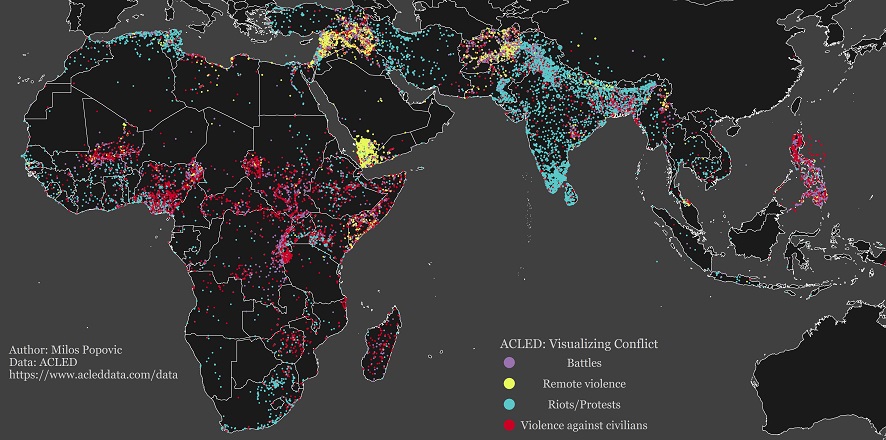 Author: Milos Popovic
Data: ACLED
https://www.acleddata.com/data
ACLED: Visualizing Conflict
Battles
Remote violence
Riots/Protests
Violence against civilians